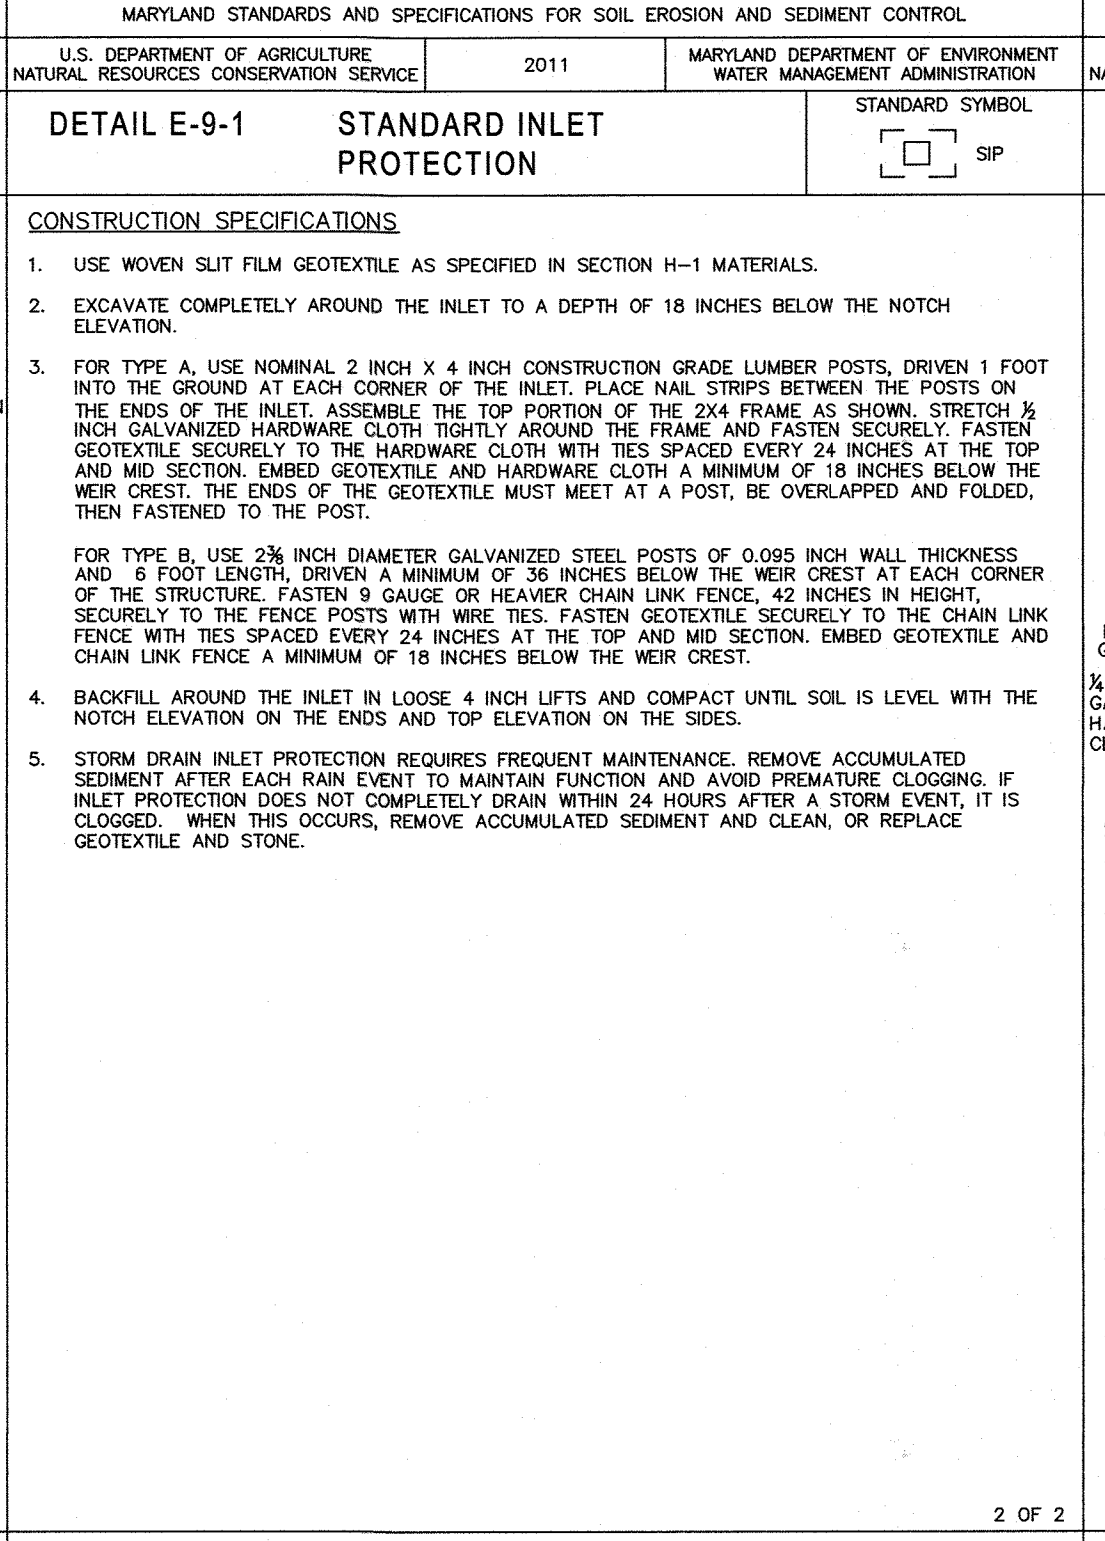 MARYLAND STANDARDS AND SPECIFICATIONS FOR SOIL EROSION AND SEDIMENT CONTROL
U.S. DEPARTMENT OF AGRICULTURE
NATURAL RESOURCES CONSERVATION SERVICE
2011
MARYLAND DEPARTMENT OF ENVIRONMENT
WATER MANAGEMENT ADMINISTRATION
DETAIL E-9-1 STANDARD INLET
PROTECTION
STANDARD SYMBOL
SIP
CONSTRUCTION SPECIFICATIONS
1. USE WOVEN SLIT FILM GEOTEXTILE AS SPECIFIED IN SECTION H-1 MATERIALS.
2. EXCAVATE COMPLETELY AROUND THE INLET TO A DEPTH OF 18 INCHES BELOW THE NOTCH
ELEVATION.
3. FOR TYPE A, USE NOMINAL 2 INCH X 4 INCH CONSTRUCTION GRADE LUMBER POSTS, DRIVEN 1 FOOT
INTO THE GROUND AT EACH CORNER OF THE INLET. PLACE NAIL STRIPS BETWEEN THE POSTS ON
THE ENDS OF THE INLET. ASSEMBLE THE TOP PORTION OF THE 2X4 FRAME AS SHOWN. STRETCH ½
INCH GALVANIZED HARDWARE CLOTH TIGHTLY AROUND THE FRAME AND FASTEN SECURELY. FASTEN
GEOTEXTILE SECURELY TO THE HARDWARE CLOTH WITH TIES SPACED EVERY 24 INCHES AT THE TOP
AND MID SECTION. EMBED GEOTEXTILE AND HARDWARE CLOTH A MINIMUM OF 18 INCHES BELOW THE
WEIR CREST. THE ENDS OF THE GEOTEXTILE MUST MEET AT A POST, BE OVERLAPPED AND FOLDED,
THEN FASTENED TO THE POST.
FOR TYPE B, USE 2⅜ INCH DIAMETER GALVANIZED STEEL POSTS OF 0.095 INCH WALL THICKNESS
AND 6 FOOT LENGTH, DRIVEN A MINIMUM OF 36 INCHES BELOW THE WEIR CREST AT EACH CORNER
OF THE STRUCTURE. FASTEN 9 GAUGE OR HEAVIER CHAIN LINK FENCE, 42 INCHES IN HEIGHT,
SECURELY TO THE FENCE POSTS WITH WIRE TIES. FASTEN GEOTEXTILE SECURELY TO THE CHAIN LINK
FENCE WITH TIES SPACED EVERY 24 INCHES AT THE TOP AND MID SECTION. EMBED GEOTEXTILE AND
CHAIN LINK FENCE A MINIMUM OF 18 INCHES BELOW THE WEIR CREST.
4. BACKFILL AROUND THE INLET IN LOOSE 4 INCH LIFTS AND COMPACT UNTIL SOIL IS LEVEL WITH THE
NOTCH ELEVATION ON THE ENDS AND TOP ELEVATION ON THE SIDES.
5. STORM DRAIN INLET PROTECTION REQUIRES FREQUENT MAINTENANCE. REMOVE ACCUMULATED
SEDIMENT AFTER EACH RAIN EVENT TO MAINTAIN FUNCTION AND AVOID PREMATURE CLOGGING. IF
INLET PROTECTION DOES NOT COMPLETELY DRAIN WITHIN 24 HOURS AFTER A STORM EVENT, IT IS
CLOGGED. WHEN THIS OCCURS, REMOVE ACCUMULATED SEDIMENT AND CLEAN, OR REPLACE
GEOTEXTILE AND STONE.
2 OF 2